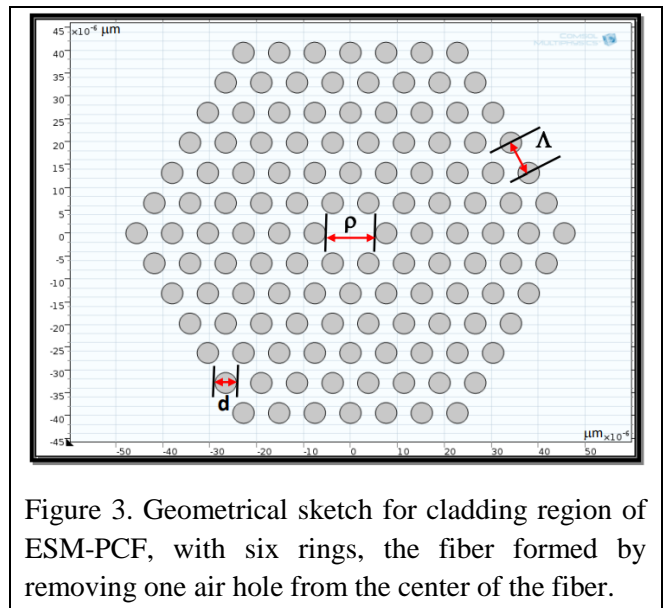 45 ×10⁻⁶ μm
COMSOL
MULTIPHYSICS
40
35
30
25
20
Λ
15
10
5
ρ
0
-5
-10
-15
-20
-25
-30
-35
d
-40
-45
μm×10⁻⁶
-50 -40 -30 -20 -10 0 10 20 30 40 50
Figure 3. Geometrical sketch for cladding region of
ESM-PCF, with six rings, the fiber formed by
removing one air hole from the center of the fiber.